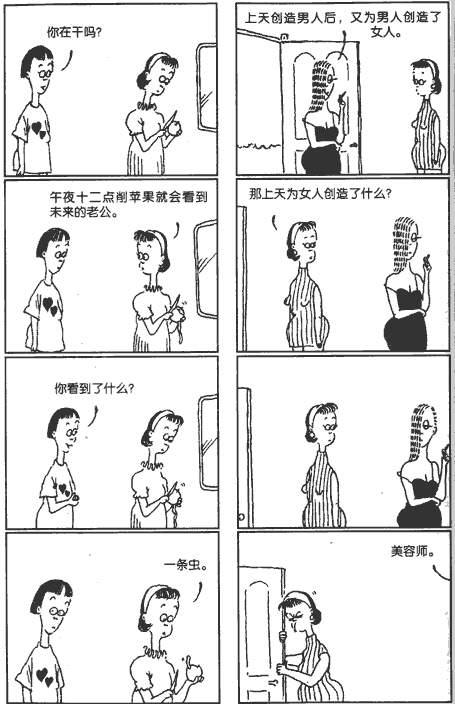 你在干吗?
午夜十二点削苹果就会看到
未来的老公。
你看到了什么?
一条虫。
上天创造男人后，又为男人创造了
女人。
那上天为女人创造了什么?
美容师。